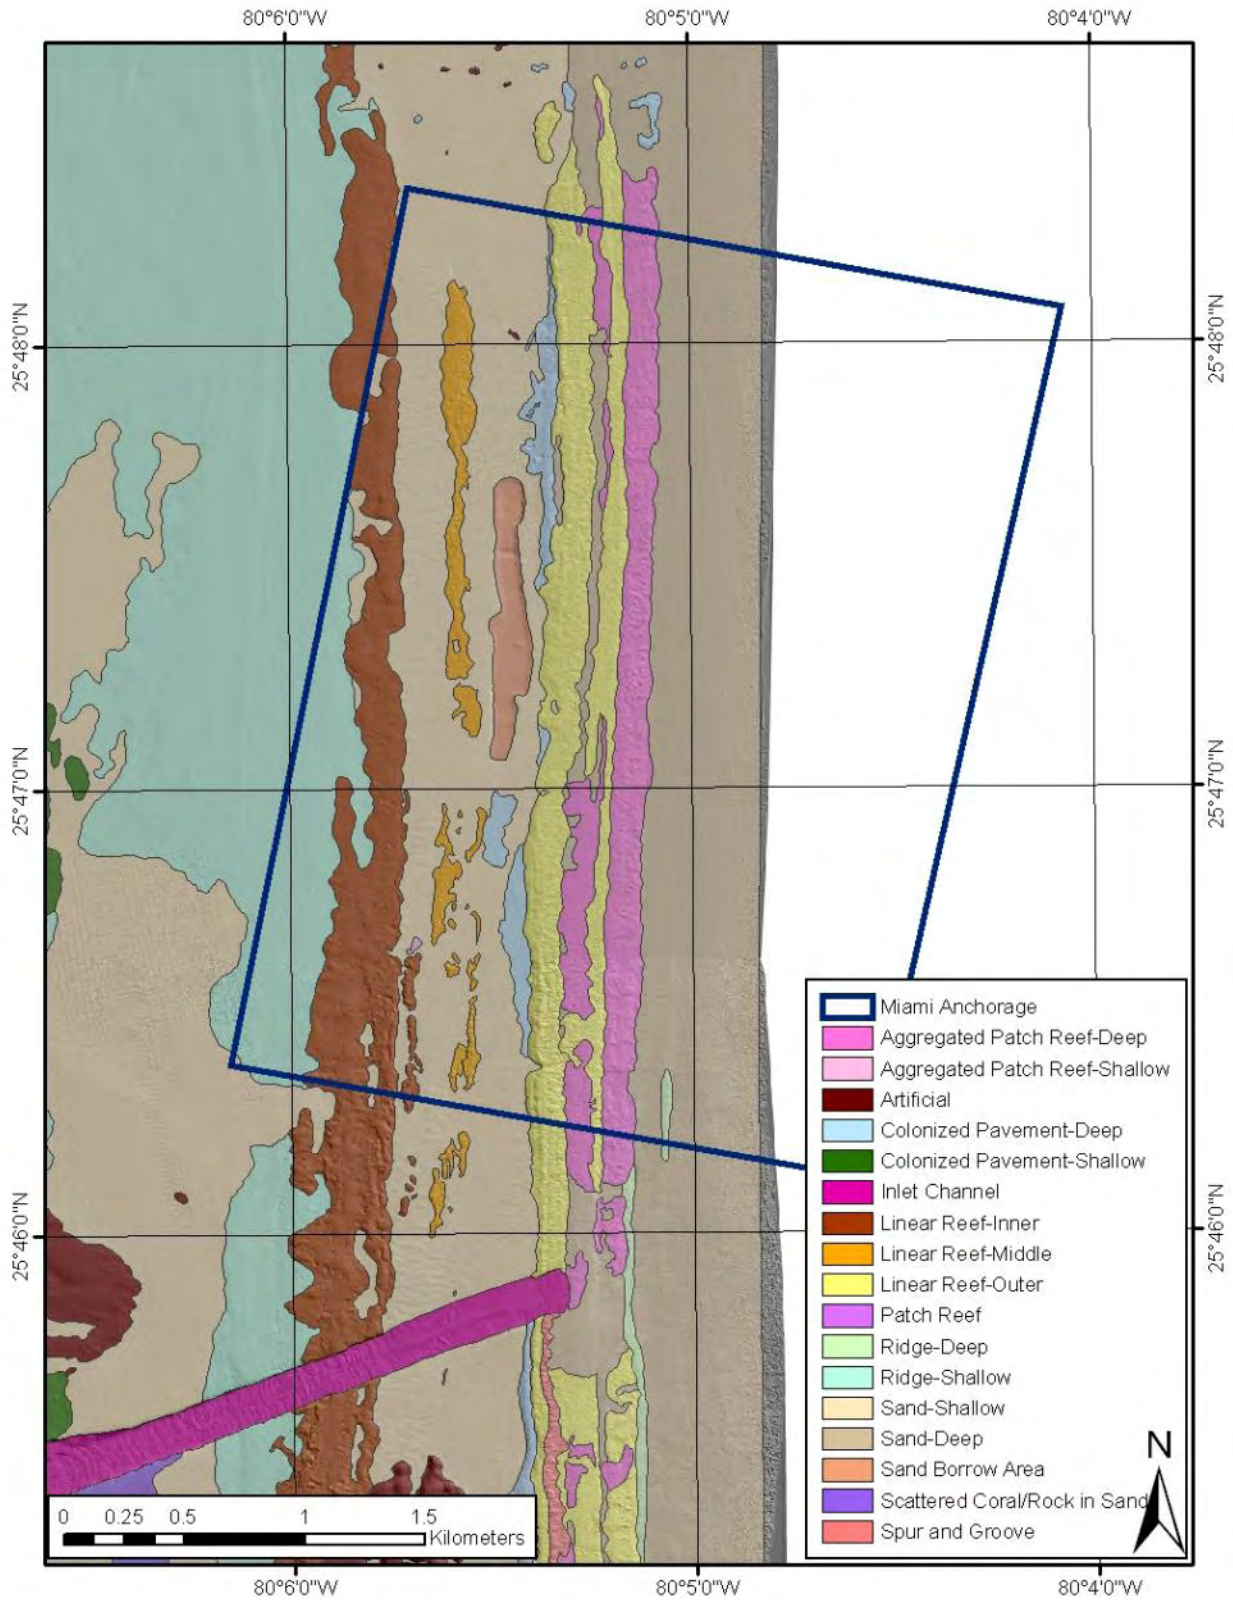 80°6'0"W 80°5'0"W 80°4'0"W
25°48'0"N 25°48'0"N
25°47'0"N 25°47'0"N
25°46'0"N 25°46'0"N
Miami Anchorage
Aggregated Patch Reef-Deep
Aggregated Patch Reef-Shallow
Artificial
Colonized Pavement-Deep
Colonized Pavement-Shallow
Inlet Channel
Linear Reef-Inner
Linear Reef-Middle
Linear Reef-Outer
Patch Reef
Ridge-Deep
Ridge-Shallow
Sand-Shallow
Sand-Deep
Sand Borrow Area
Scattered Coral/Rock in Sand
Spur and Groove
N
0 0.25 0.5 1 1.5
Kilometers
80°6'0"W 80°5'0"W 80°4'0"W